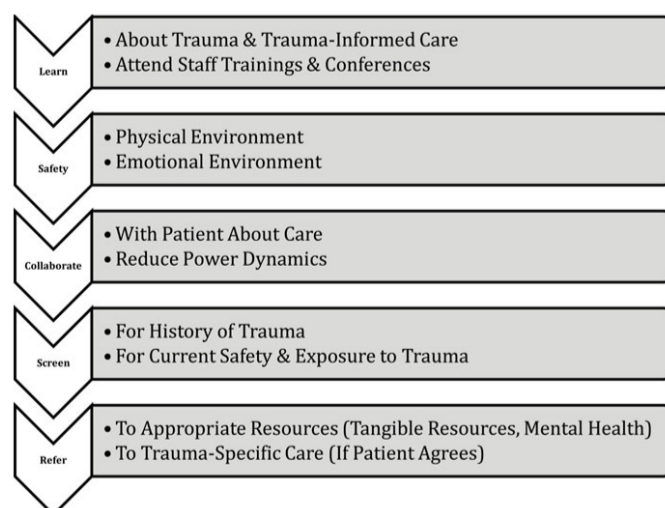 Learn
• About Trauma & Trauma-Informed Care
• Attend Staff Trainings & Conferences
Safety
• Physical Environment
• Emotional Environment
Collaborate
• With Patient About Care
• Reduce Power Dynamics
Screen
• For History of Trauma
• For Current Safety & Exposure to Trauma
Refer
• To Appropriate Resources (Tangible Resources, Mental Health)
• To Trauma-Specific Care (If Patient Agrees)